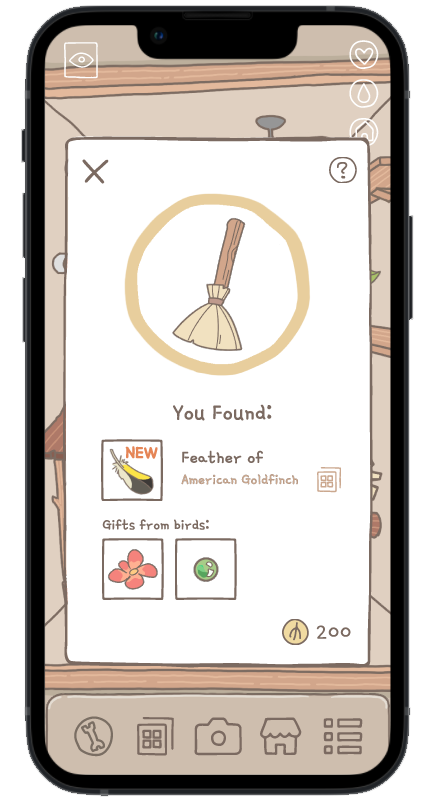 You Found:
NEW
Feather of
American Goldfinch
Gifts from birds:
200